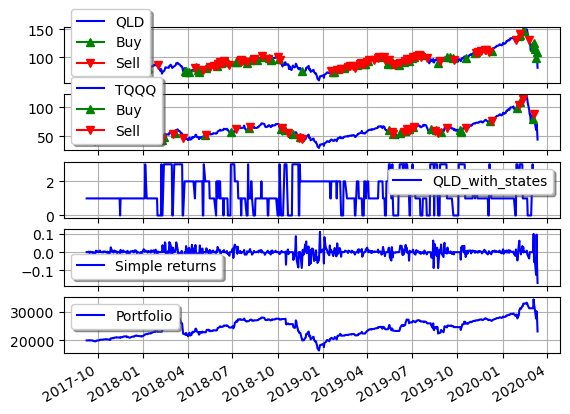 150
100
QLD
Buy
Sell
100
50
TQQQ
Buy
Sell
2
0
QLD_with_states
0.1
0.0
−0.1
Simple returns
30000
20000
Portfolio
2017-10 2018-01 2018-04 2018-07 2018-10 2019-01 2019-04 2019-07 2019-10 2020-01 2020-04